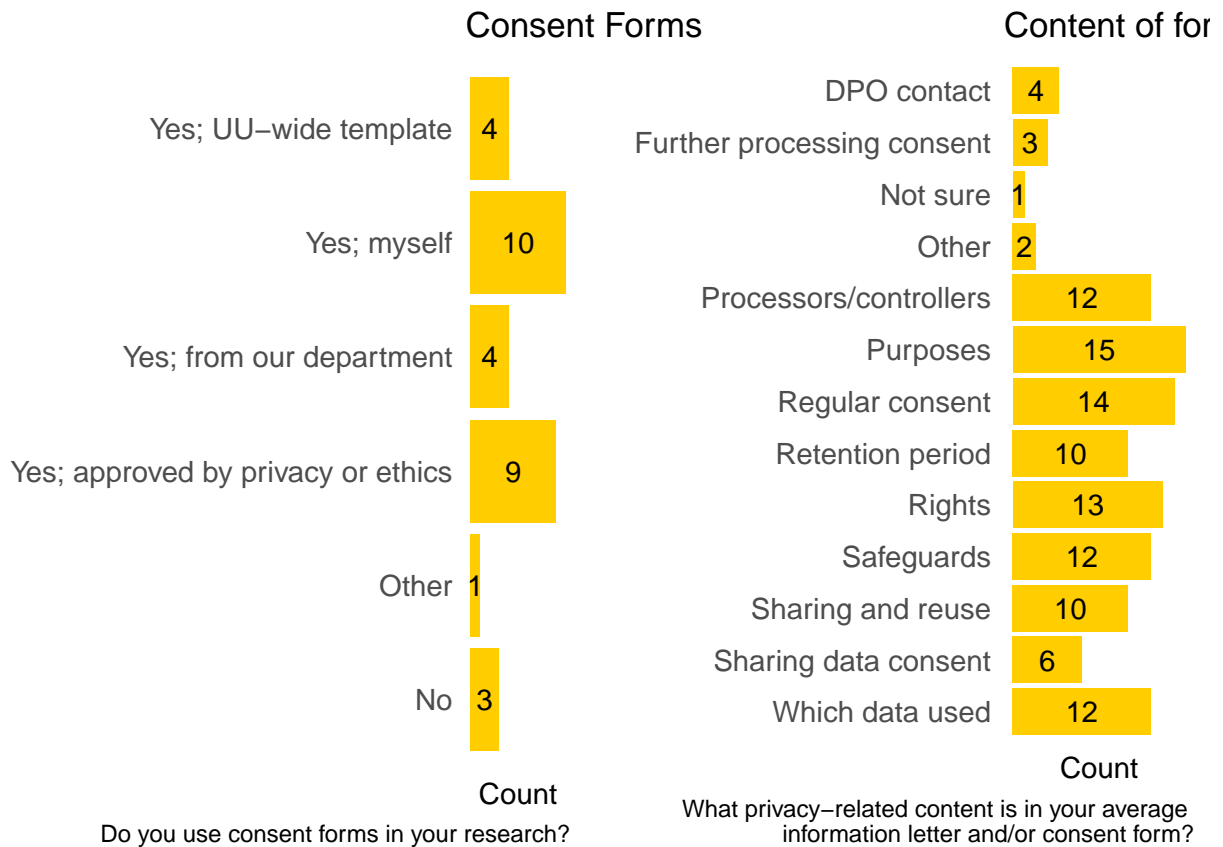 Consent Forms
Yes; UU−wide template 4
Yes; myself 10
Yes; from our department 4
Yes; approved by privacy or ethics 9
Other 1
No 3
Count
Do you use consent forms in your research?
Content of for
DPO contact 4
Further processing consent 3
Not sure 1
Other 2
Processors/controllers 12
Purposes 15
Regular consent 14
Retention period 10
Rights 13
Safeguards 12
Sharing and reuse 10
Sharing data consent 6
Which data used 12
Count
What privacy−related content is in your average
information letter and/or consent form?